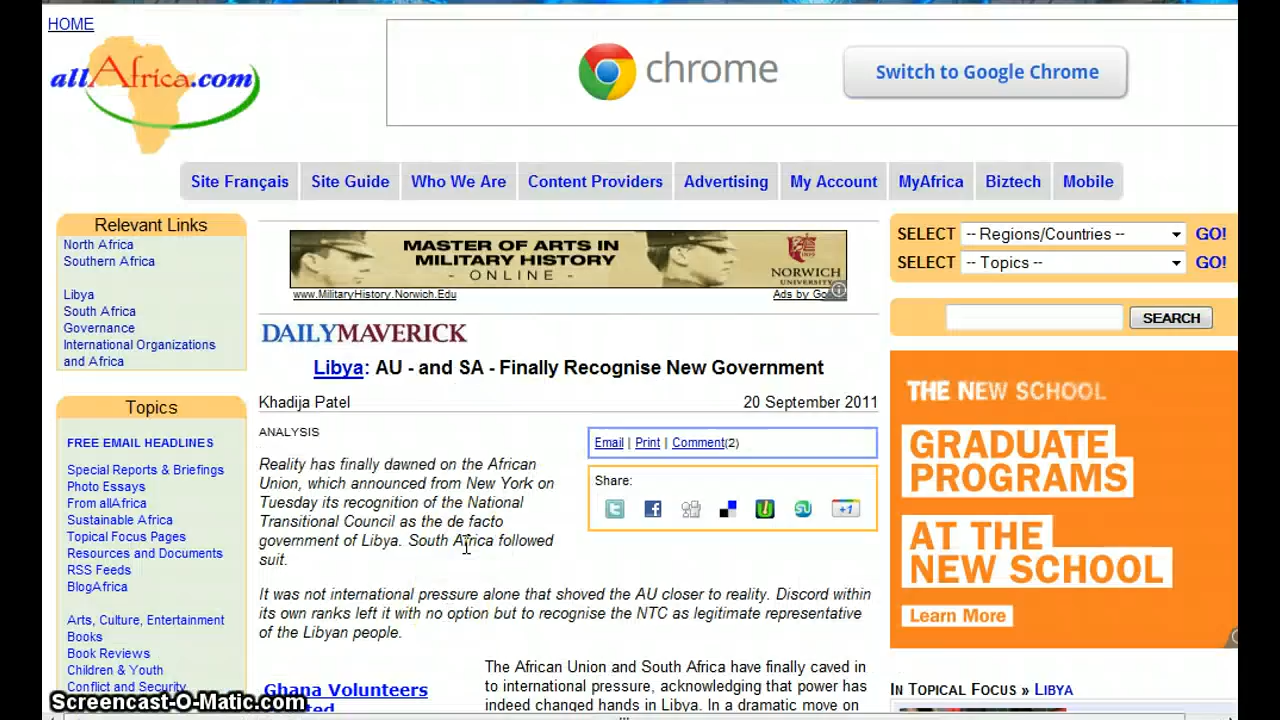 HOME
allAfrica.com
chrome
Switch to Google Chrome
Site Français
Site Guide
Who We Are
Content Providers
Advertising
My Account
MyAfrica
Biztech
Mobile
Relevant Links
North Africa
Southern Africa
Libya
South Africa
Governance
International Organizations
and Africa
Topics
FREE EMAIL HEADLINES
Special Reports & Briefings
Photo Essays
From allAfrica
Sustainable Africa
Topical Focus Pages
Resources and Documents
RSS Feeds
BlogAfrica
Arts, Culture, Entertainment
Books
Book Reviews
Children & Youth
Conflict and Security
MASTER OF ARTS IN
MILITARY HISTORY
- ONLINE -
NORWICH
UNIVERSITY
www.MilitaryHistory.Norwich.Edu
Ads by Go
DAILYMAVERICK
Libya: AU - and SA - Finally Recognise New Government
Khadija Patel
20 September 2011
ANALYSIS
Email | Print | Comment(2)
Share:
+1
Reality has finally dawned on the African
Union, which announced from New York on
Tuesday its recognition of the National
Transitional Council as the de facto
government of Libya. South Africa followed
suit.
It was not international pressure alone that shoved the AU closer to reality. Discord within
its own ranks left it with no option but to recognise the NTC as legitimate representative
of the Libyan people.
Ghana Volunteers
The African Union and South Africa have finally caved in
to international pressure, acknowledging that power has
indeed changed hands in Libya. In a dramatic move on
SELECT -- Regions/Countries -- GO!
SELECT -- Topics -- GO!
SEARCH
THE NEW SCHOOL
GRADUATE
PROGRAMS
AT THE
NEW SCHOOL
Learn More
IN TOPICAL FOCUS » LIBYA
Screencast-O-Matic.com